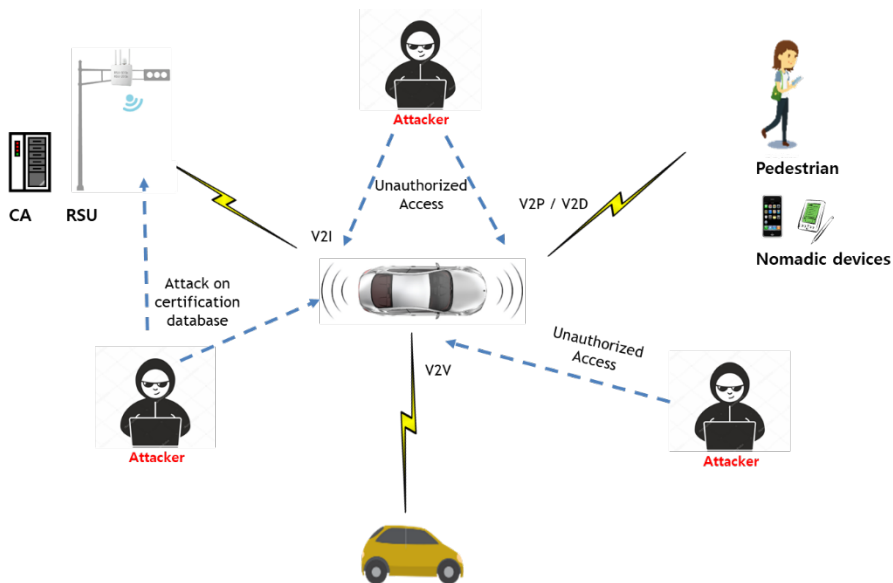 Attacker
Pedestrian
Unauthorized
Access
V2P / V2D
CA
RSU
V2I
Nomadic devices
Attack on
certification
database
Unauthorized
Access
V2V
Attacker
Attacker